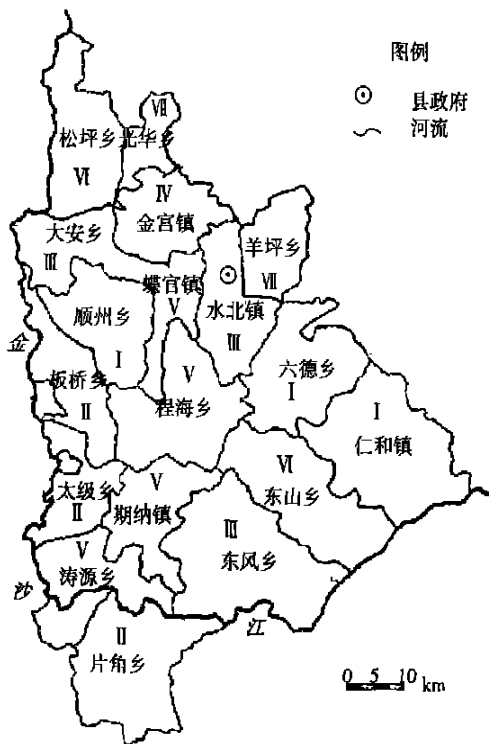 图例
县政府
河流
Ⅶ
松坪乡
光华乡
Ⅵ
Ⅳ
金官镇
大安乡
Ⅲ
羊坪乡
Ⅶ
蝶官镇
Ⅴ
水北镇
Ⅲ
顺州乡
Ⅰ
金
板桥乡
Ⅱ
Ⅴ
程海乡
六德乡
Ⅰ
Ⅰ
仁和镇
太级乡
Ⅱ
Ⅴ
期纳镇
Ⅵ
东山乡
Ⅴ
涛源乡
Ⅲ
东风乡
沙
江
Ⅱ
片角乡
0 5 10
km